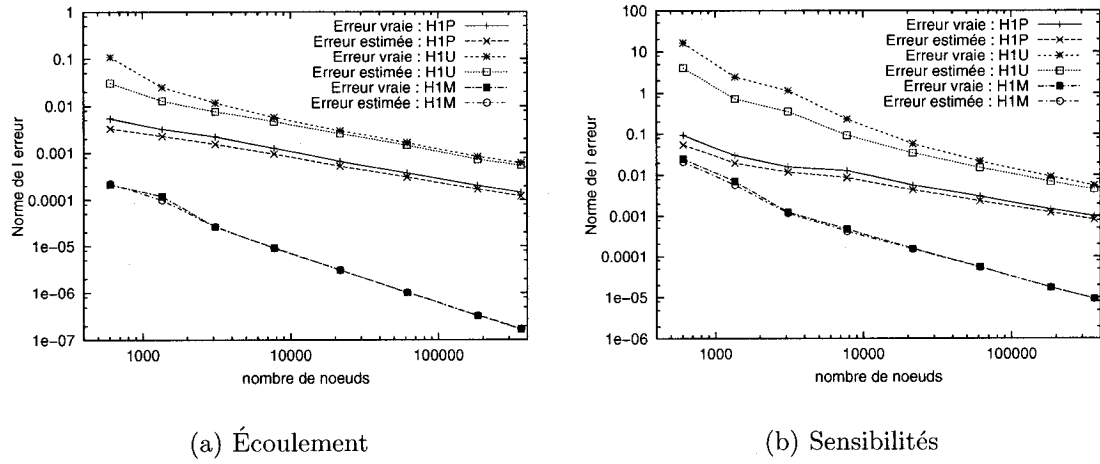 Erreur vraie : H1P
Erreur estimée : H1P
Erreur vraie : H1U
Erreur estimée : H1U
Erreur vraie : H1M
Erreur estimée : H1M
1
0.1
0.01
0.001
0.0001
1e-05
1e-06
1e-07
Norme de l erreur
1000
10000
100000
nombre de noeuds
(a) Écoulement
Erreur vraie : H1P
Erreur estimée : H1P
Erreur vraie : H1U
Erreur estimée : H1U
Erreur vraie : H1M
Erreur estimée : H1M
100
10
1
0.1
0.01
0.001
0.0001
1e-05
1e-06
Norme de l erreur
1000
10000
100000
nombre de noeuds
(b) Sensibilités